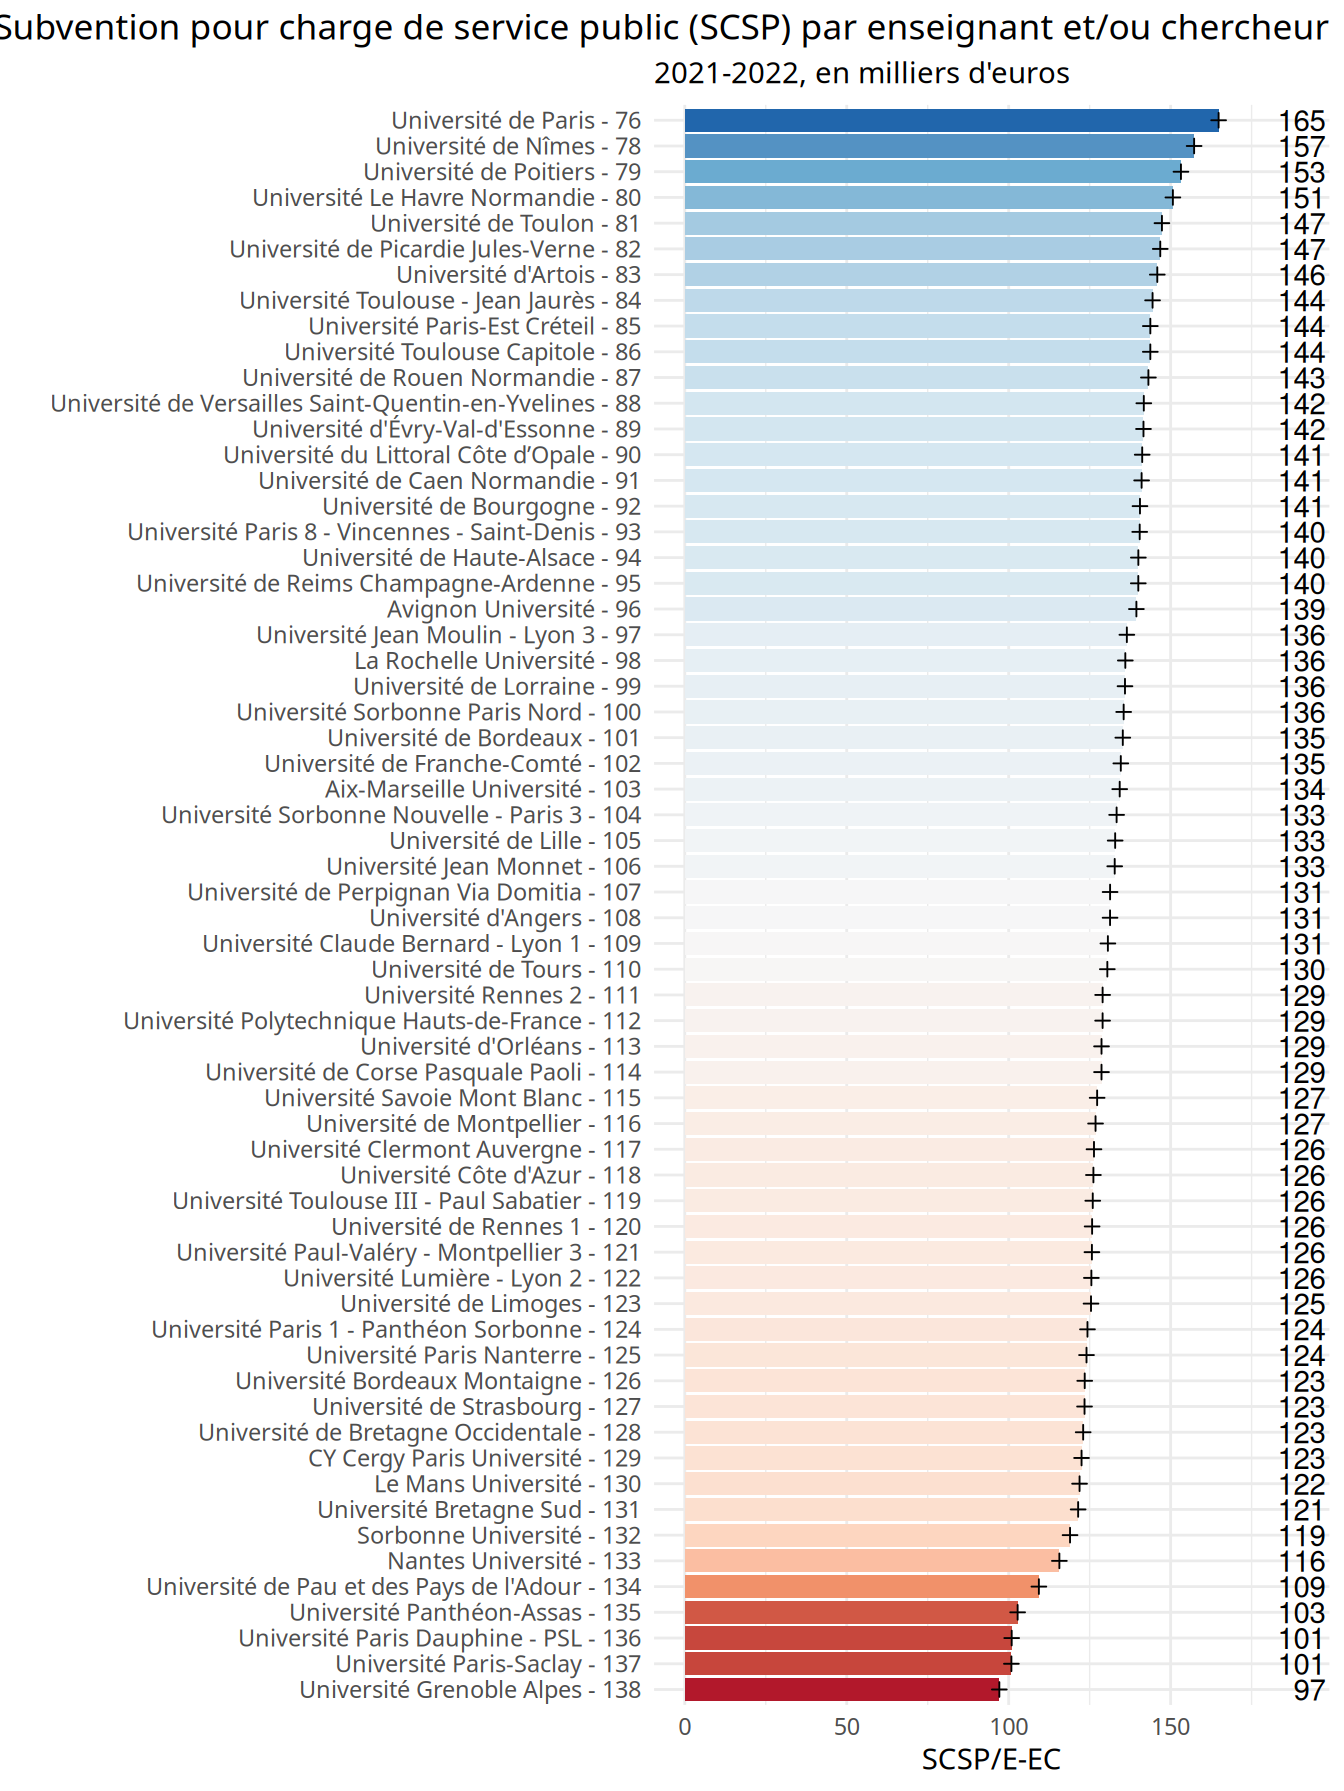 Subvention pour charge de service public (SCSP) par enseignant et/ou chercheur
2021-2022, en milliers d'euros
Université de Paris - 76 165
Université de Nîmes - 78 157
Université de Poitiers - 79 153
Université Le Havre Normandie - 80 151
Université de Toulon - 81 147
Université de Picardie Jules-Verne - 82 147
Université d'Artois - 83 146
Université Toulouse - Jean Jaurès - 84 144
Université Paris-Est Créteil - 85 144
Université Toulouse Capitole - 86 144
Université de Rouen Normandie - 87 143
Université de Versailles Saint-Quentin-en-Yvelines - 88 142
Université d'Évry-Val-d'Essonne - 89 142
Université du Littoral Côte d’Opale - 90 141
Université de Caen Normandie - 91 141
Université de Bourgogne - 92 141
Université Paris 8 - Vincennes - Saint-Denis - 93 140
Université de Haute-Alsace - 94 140
Université de Reims Champagne-Ardenne - 95 140
Avignon Université - 96 139
Université Jean Moulin - Lyon 3 - 97 136
La Rochelle Université - 98 136
Université de Lorraine - 99 136
Université Sorbonne Paris Nord - 100 136
Université de Bordeaux - 101 135
Université de Franche-Comté - 102 135
Aix-Marseille Université - 103 134
Université Sorbonne Nouvelle - Paris 3 - 104 133
Université de Lille - 105 133
Université Jean Monnet - 106 133
Université de Perpignan Via Domitia - 107 131
Université d'Angers - 108 131
Université Claude Bernard - Lyon 1 - 109 131
Université de Tours - 110 130
Université Rennes 2 - 111 129
Université Polytechnique Hauts-de-France - 112 129
Université d'Orléans - 113 129
Université de Corse Pasquale Paoli - 114 129
Université Savoie Mont Blanc - 115 127
Université de Montpellier - 116 127
Université Clermont Auvergne - 117 126
Université Côte d'Azur - 118 126
Université Toulouse III - Paul Sabatier - 119 126
Université de Rennes 1 - 120 126
Université Paul-Valéry - Montpellier 3 - 121 126
Université Lumière - Lyon 2 - 122 126
Université de Limoges - 123 125
Université Paris 1 - Panthéon Sorbonne - 124 124
Université Paris Nanterre - 125 124
Université Bordeaux Montaigne - 126 123
Université de Strasbourg - 127 123
Université de Bretagne Occidentale - 128 123
CY Cergy Paris Université - 129 123
Le Mans Université - 130 122
Université Bretagne Sud - 131 121
Sorbonne Université - 132 119
Nantes Université - 133 116
Université de Pau et des Pays de l'Adour - 134 109
Université Panthéon-Assas - 135 103
Université Paris Dauphine - PSL - 136 101
Université Paris-Saclay - 137 101
Université Grenoble Alpes - 138 97
0 50 100 150
SCSP/E-EC